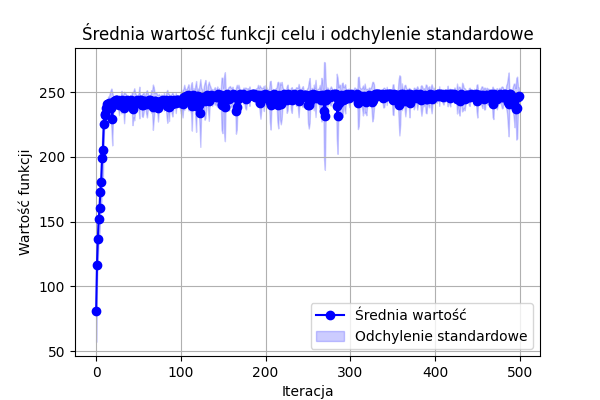 Średnia wartość funkcji celu i odchylenie standardowe
Wartość funkcji
250
200
150
100
50
0
100
200
300
400
500
Iteracja
Średnia wartość
Odchylenie standardowe